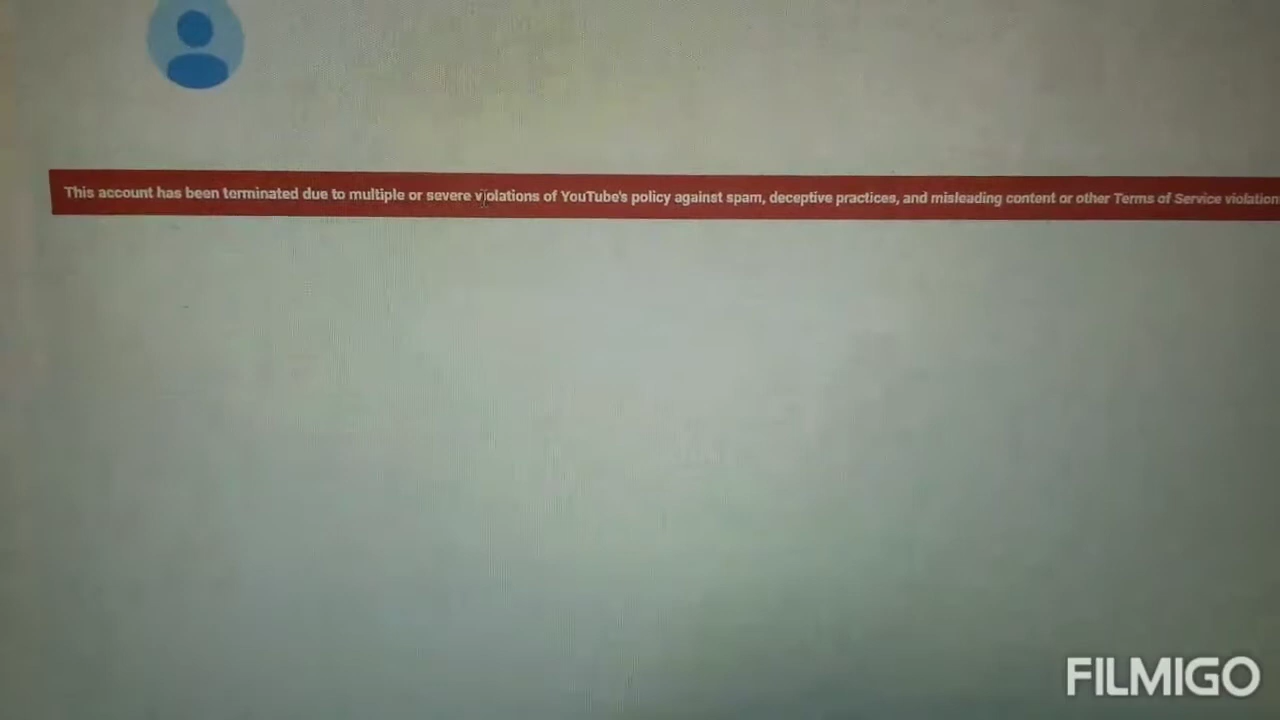 This account has been terminated due to multiple or severe violations of YouTube's policy against spam, deceptive practices, and misleading content or other Terms of Service violation
FILMIGO